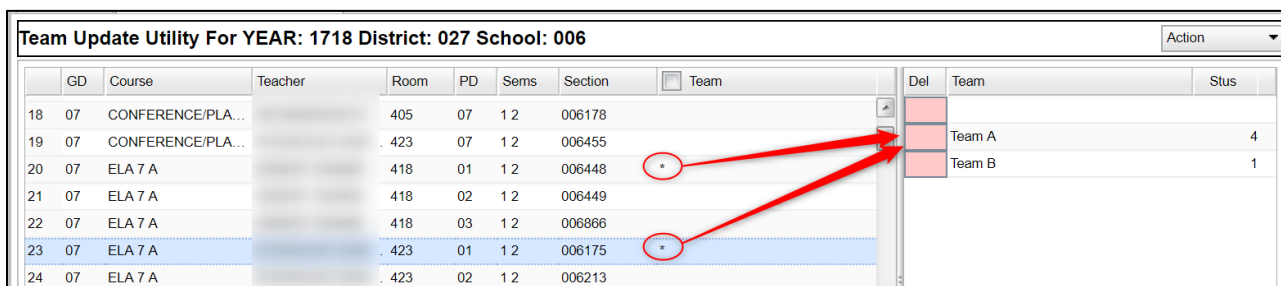 Team Update Utility For YEAR: 1718 District: 027 School: 006 Action
GD Course Teacher Room PD Sems Section Team Del Team Stus
18 07 CONFERENCE/PLA... 405 07 1 2 006178
19 07 CONFERENCE/PLA... . 423 07 1 2 006455 Team A 4
20 07 ELA 7 A 418 01 1 2 006448 * Team B 1
21 07 ELA 7 A 418 02 1 2 006449
22 07 ELA 7 A 418 03 1 2 006866
23 07 ELA 7 A . 423 01 1 2 006175 *
24 07 ELA 7 A . 423 02 1 2 006213